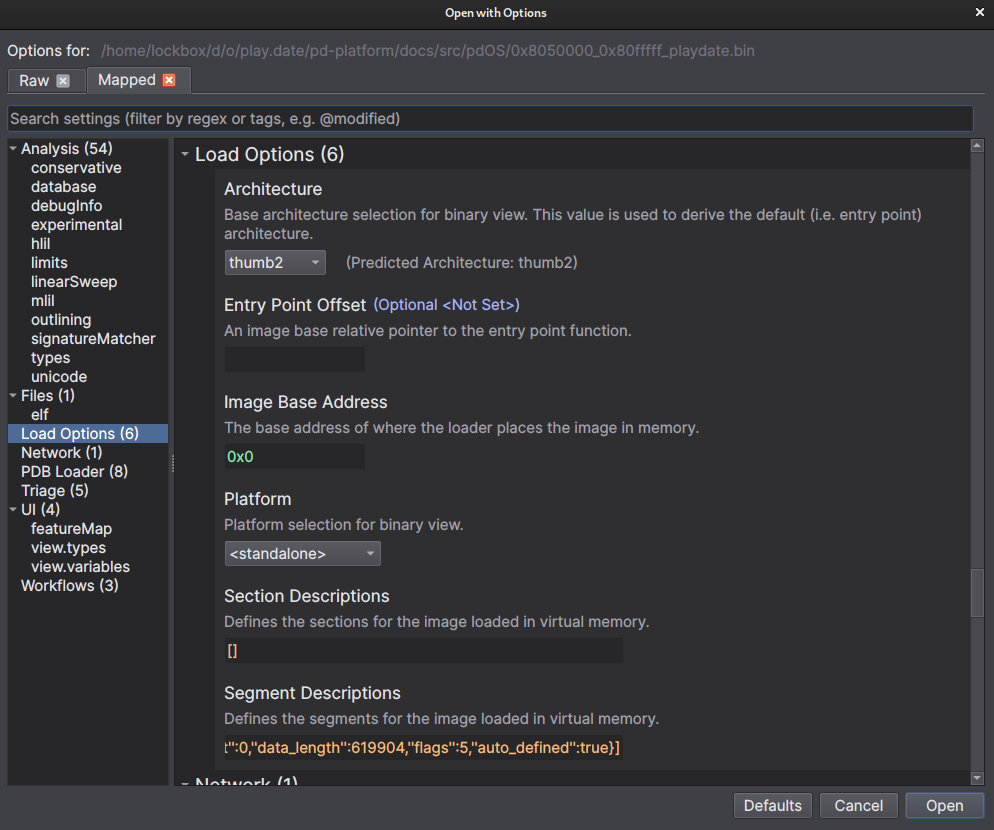 Open with Options
Options for: /home/lockbox/d/o/play.date/pd-platform/docs/src/pdOS/0x8050000_0x80fffff_playdate.bin
Raw
Mapped
Search settings (filter by regex or tags, e.g. @modified)
Analysis (54)
conservative
database
debugInfo
experimental
hlil
limits
linearSweep
mlil
outlining
signatureMatcher
types
unicode
Files (1)
elf
Load Options (6)
Network (1)
PDB Loader (8)
Triage (5)
UI (4)
featureMap
view.types
view.variables
Workflows (3)
Load Options (6)
Architecture
Base architecture selection for binary view. This value is used to derive the default (i.e. entry point)
architecture.
thumb2 (Predicted Architecture: thumb2)
Entry Point Offset (Optional <Not Set>)
An image base relative pointer to the entry point function.
Image Base Address
The base address of where the loader places the image in memory.
0x0
Platform
Platform selection for binary view.
<standalone>
Section Descriptions
Defines the sections for the image loaded in virtual memory.
[]
Segment Descriptions
Defines the segments for the image loaded in virtual memory.
t":0,"data_length":619904,"flags":5,"auto_defined":true}]
Network (1)
Defaults
Cancel
Open